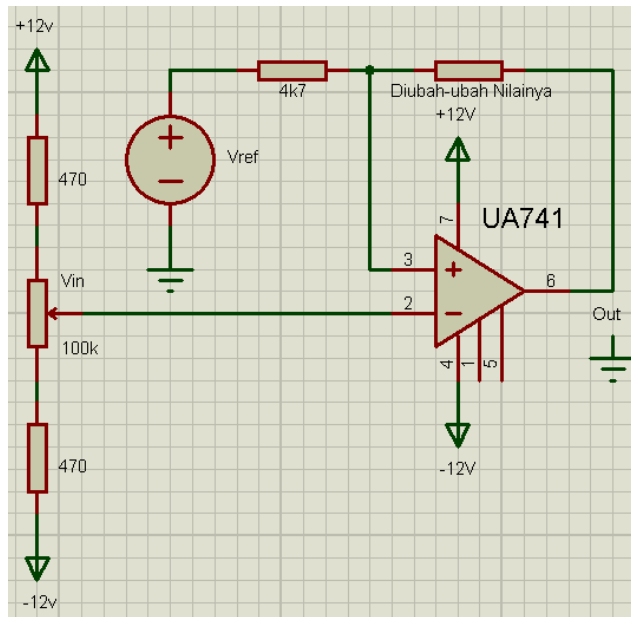 +12v
4k7
Diubah-ubah Nilainya
+12V
470
Vref
7
UA741
Vin
3
6
2
Out
100k
4
1
5
470
-12V
-12v